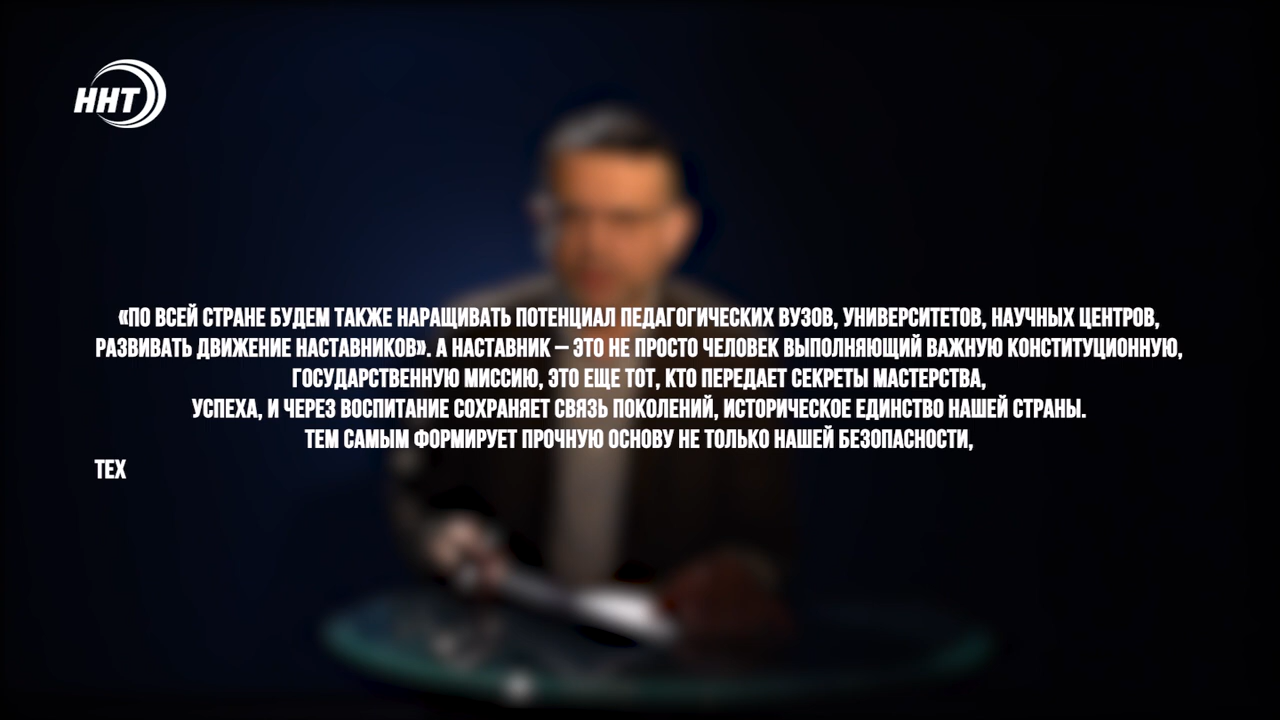 ННТ
«ПО ВСЕЙ СТРАНЕ БУДЕМ ТАКЖЕ НАРАЩИВАТЬ ПОТЕНЦИАЛ ПЕДАГОГИЧЕСКИХ ВУЗОВ, УНИВЕРСИТЕТОВ, НАУЧНЫХ ЦЕНТРОВ,
РАЗВИВАТЬ ДВИЖЕНИЕ НАСТАВНИКОВ». А НАСТАВНИК – ЭТО НЕ ПРОСТО ЧЕЛОВЕК ВЫПОЛНЯЮЩИЙ ВАЖНУЮ КОНСТИТУЦИОННУЮ,
ГОСУДАРСТВЕННУЮ МИССИЮ, ЭТО ЕЩЕ ТОТ, КТО ПЕРЕДАЕТ СЕКРЕТЫ МАСТЕРСТВА,
УСПЕХА, И ЧЕРЕЗ ВОСПИТАНИЕ СОХРАНЯЕТ СВЯЗЬ ПОКОЛЕНИЙ, ИСТОРИЧЕСКОЕ ЕДИНСТВО НАШЕЙ СТРАНЫ.
ТЕМ САМЫМ ФОРМИРУЕТ ПРОЧНУЮ ОСНОВУ НЕ ТОЛЬКО НАШЕЙ БЕЗОПАСНОСТИ,
ТЕХ